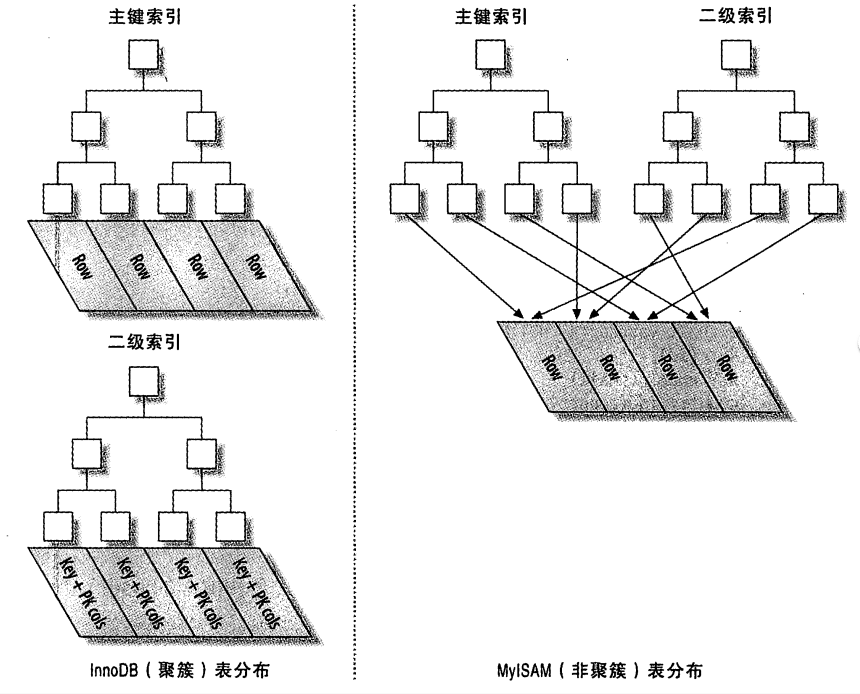 主键索引
Row
Row
Row
Row
二级索引
Key + PK cols
Key + PK cols
Key + PK cols
Key + PK cols
InnoDB（聚簇）表分布
主键索引
二级索引
Row
Row
Row
Row
MyISAM（非聚簇）表分布